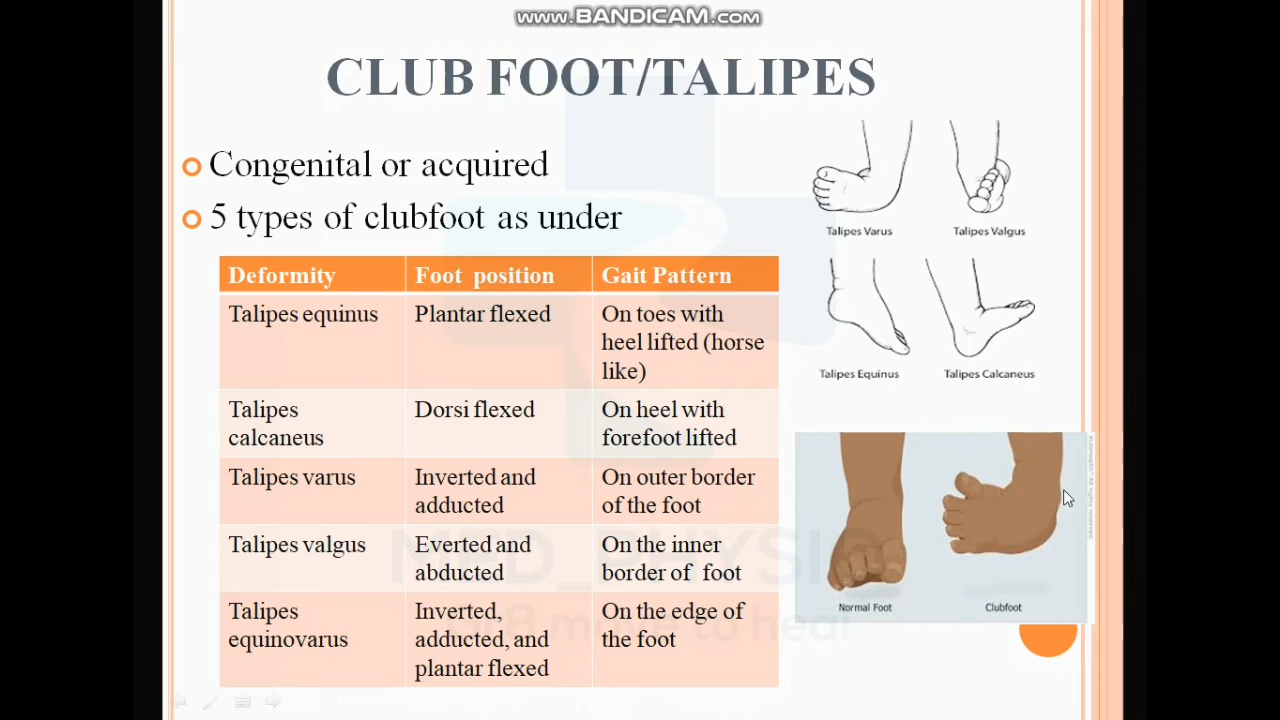 www.BANDICAM.com
CLUB FOOT/TALIPES
Congenital or acquired
5 types of clubfoot as under
Talipes Varus
Talipes Valgus
Talipes Equinus
Talipes Calcaneus
Deformity
Foot position
Gait Pattern
Talipes equinus
Plantar flexed
On toes with
heel lifted (horse
like)
Talipes
calcaneus
Dorsi flexed
On heel with
forefoot lifted
Talipes varus
Inverted and
adducted
On outer border
of the foot
Talipes valgus
Everted and
abducted
On the inner
border of foot
Talipes
equinovarus
Inverted,
adducted, and
plantar flexed
On the edge of
the foot
Normal Foot
Clubfoot